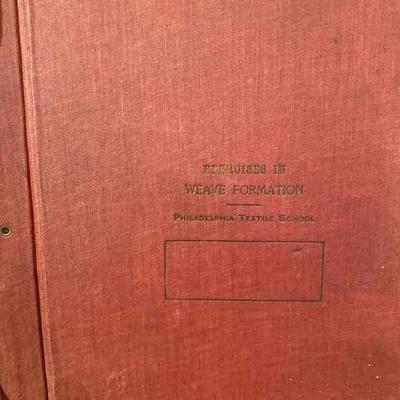 EXERCISES IN
WEAVE FORMATION
PHILADELPHIA TEXTILE SCHOOL